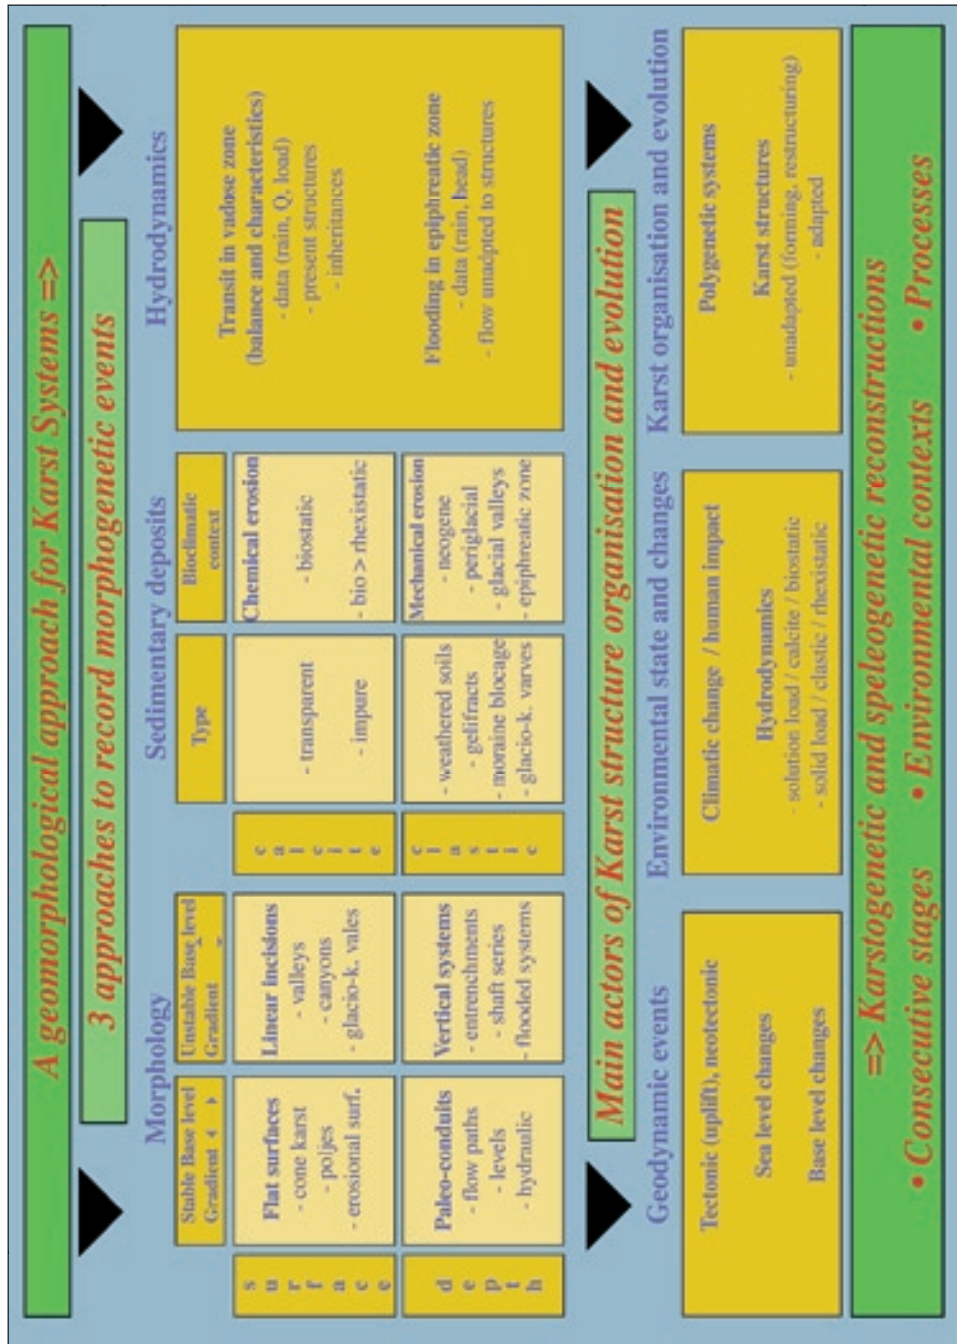 A geomorphological approach for Karst Systems =>
3 approaches to record morphogenetic events
Morphology
Sedimentary deposits
Hydrodynamics
Stable Base level
Gradient
Unstable Base level
Gradient
Type
Bioclimatic
context
surface
Flat surfaces
- cone karst
- poljes
- erosional surf.
Linear incisions
- valleys
- canyons
- glacio-k. vales
calcite
- transparent
- impure
Chemical erosion
- biostatic
- bio > rhexistatic
depth
Paleo-conduits
- flow paths
- levels
- hydraulic
Vertical systems
- entrenchments
- shaft series
- flooded systems
clastic
- weathered soils
- gelifracts
- moraine blocage
- glacio-k. varves
Mechanical erosion
- neogene
- periglacial
- glacial valleys
- epiphreatic zone
Transit in vadose zone
(balance and characteristics)
- data (rain, Q, load)
- present structures
- inheritances
Flooding in epiphreatic zone
- data (rain, head)
- flow unadpted to structures
Main actors of Karst structure organisation and evolution
Geodynamic events
Environmental state and changes
Karst organisation and evolution
Tectonic (uplift), neotectonic
Sea level changes
Base level changes
Climatic change / human impact
Hydrodynamics
- solution load / calcite / biostatic
- solid load / clastic / rhexistatic
Polygenetic systems
Karst structures
- unadapted (forming, restructuring)
- adapted
=> Karstogenetic and speleogenetic reconstructions
• Consecutive stages • Environmental contexts • Processes